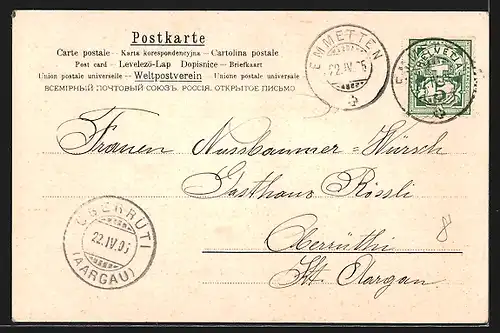 Postkarte
Carte postale - Karta korespondencyjna - Cartolina postale
Post card - Levelező-Lap Dopisnice - Briefkaart
Union postale universelle - Weltpostverein - Unione postale universale
ВСЕМІРНЫЙ ПОЧТОВЫЙ СОЮЗЪ. РОССІЯ. ОТКРЫТОЕ ПИСЬМО
EMMETTEN
22.IV.05
HELVETIA
5
Frauen Nussbaumer=Würsch
Gasthaus Rössli
Oberrüthi
Kt. Aargau
8
OBERRÜTI
22.IV.05
(AARGAU)